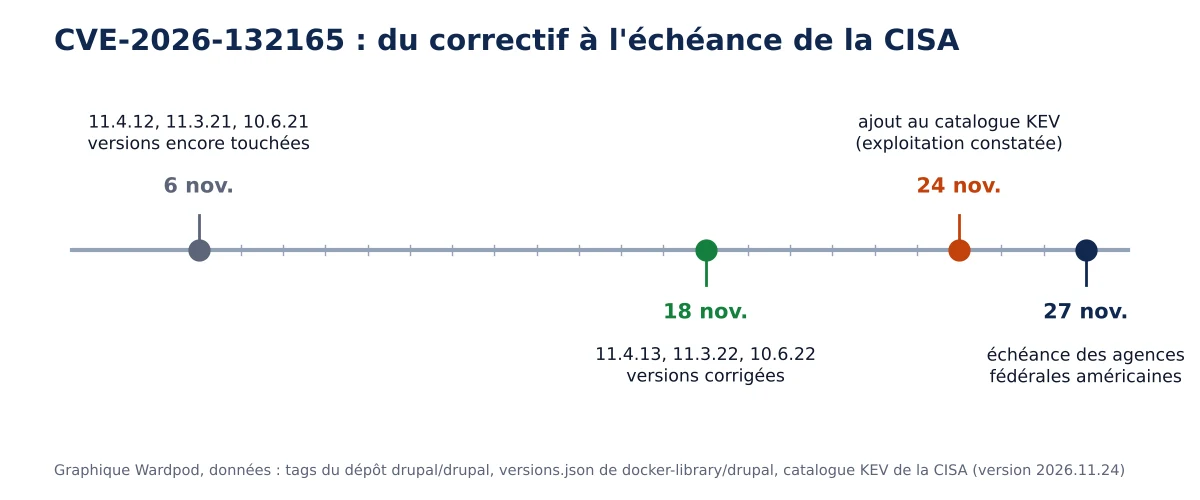 CVE-2026-132165 : du correctif à l'échéance de la CISA
11.4.12, 11.3.21, 10.6.21
versions encore touchées
6 nov.
ajout au catalogue KEV
(exploitation constatée)
24 nov.
18 nov.
11.4.13, 11.3.22, 10.6.22
versions corrigées
27 nov.
échéance des agences
fédérales américaines
Graphique Wardpod, données : tags du dépôt drupal/drupal, versions.json de docker-library/drupal, catalogue KEV de la CISA (version 2026.11.24)